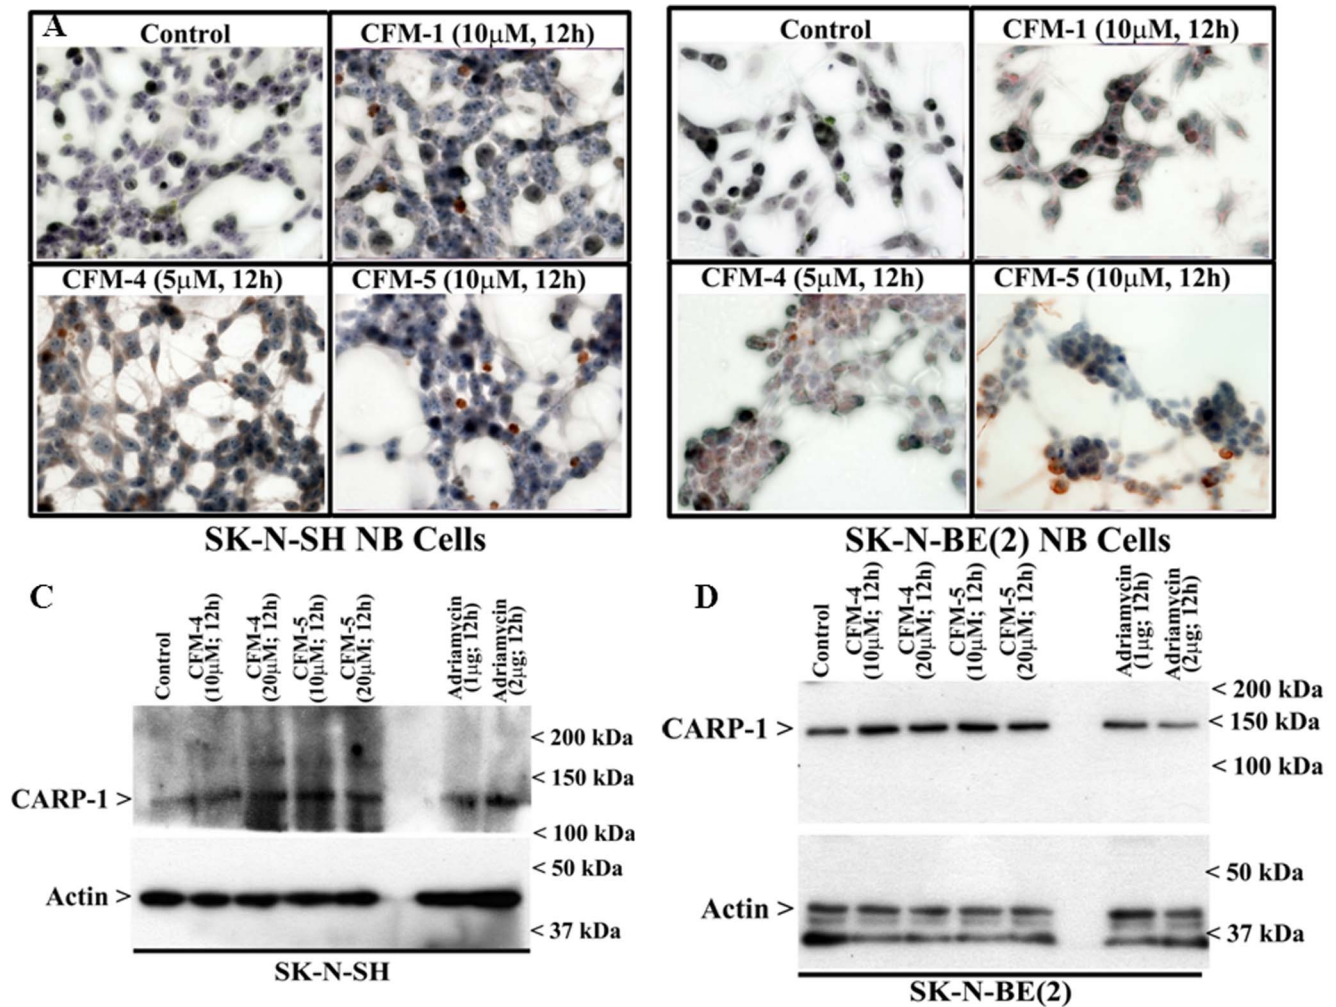 A
Control
CFM-1 (10μM, 12h)
CFM-4 (5μM, 12h)
CFM-5 (10μM, 12h)
SK-N-SH NB Cells
Control
CFM-1 (10μM, 12h)
CFM-4 (5μM, 12h)
CFM-5 (10μM, 12h)
SK-N-BE(2) NB Cells
C
Control
CFM-4
(10μM; 12h)
CFM-4
(20μM; 12h)
CFM-5
(10μM; 12h)
CFM-5
(20μM; 12h)
Adriamycin
(1μg; 12h)
Adriamycin
(2μg; 12h)
< 200 kDa
< 150 kDa
CARP-1 >
< 100 kDa
< 50 kDa
Actin >
< 37 kDa
SK-N-SH
D
Control
CFM-4
(10μM; 12h)
CFM-4
(20μM; 12h)
CFM-5
(10μM; 12h)
CFM-5
(20μM; 12h)
Adriamycin
(1μg; 12h)
Adriamycin
(2μg; 12h)
< 200 kDa
CARP-1 >
< 150 kDa
< 100 kDa
< 50 kDa
Actin >
< 37 kDa
SK-N-BE(2)